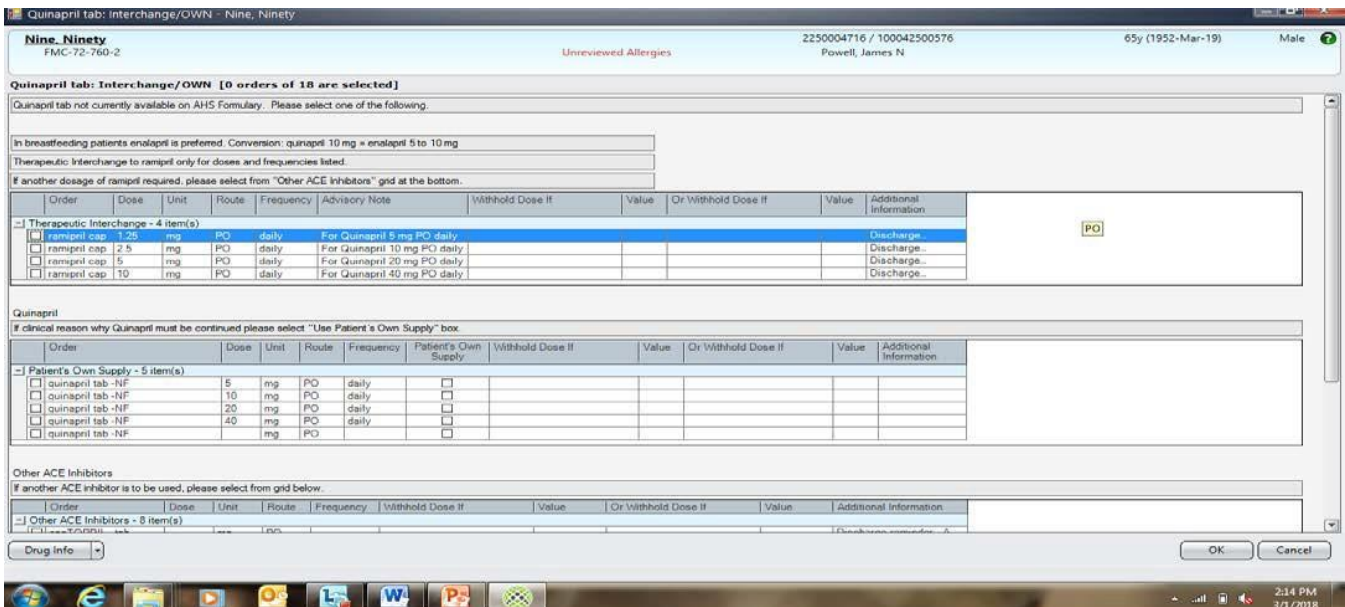 Quinapril tab: Interchange/OWN - Nine, Ninety
Nine, Ninety 2250004716 / 100042500576 65y (1952-Mar-19) Male
FMC-72-760-2 Unreviewed Allergies Powell, James N
Quinapril tab: Interchange/OWN [0 orders of 18 are selected]
Quinapril tab not currently available on AHS Formulary. Please select one of the following.
In breastfeeding patients enalapril is preferred. Conversion: quinapril 10 mg = enalapril 5 to 10 mg
Therapeutic Interchange to ramipril only for doses and frequencies listed.
If another dosage of ramipril required, please select from "Other ACE Inhibitors" grid at the bottom.
Order Dose Unit Route Frequency Advisory Note Withhold Dose If Value Or Withhold Dose If Value Additional Information
Therapeutic Interchange - 4 item(s)
PO
ramipril cap 1.25 mg PO daily For Quinapril 5 mg PO daily Discharge...
ramipril cap 2.5 mg PO daily For Quinapril 10 mg PO daily Discharge...
ramipril cap 5 mg PO daily For Quinapril 20 mg PO daily Discharge...
ramipril cap 10 mg PO daily For Quinapril 40 mg PO daily Discharge...
Quinapril
If clinical reason why Quinapril must be continued please select "Use Patient's Own Supply" box.
Order Dose Unit Route Frequency Patient's Own Supply Withhold Dose If Value Or Withhold Dose If Value Additional Information
Patient's Own Supply - 5 item(s)
quinapril tab -NF 5 mg PO daily
quinapril tab -NF 10 mg PO daily
quinapril tab -NF 20 mg PO daily
quinapril tab -NF 40 mg PO daily
quinapril tab -NF mg PO
Other ACE Inhibitors
If another ACE inhibitor is to be used, please select from grid below.
Order Dose Unit Route Frequency Withhold Dose If Value Or Withhold Dose If Value Additional Information
Other ACE Inhibitors - 8 item(s)
Drug Info OK Cancel
2:14 PM
3/1/2018